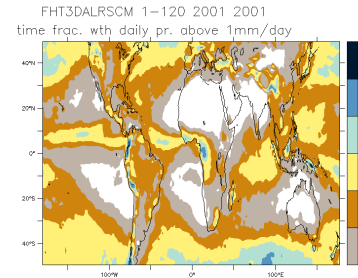 FHT3DALRSCM 1-120 2001 2001
time frac. wth daily pr. above 1mm/day
40°N
20°N
0°
20°S
40°S
100°W 0° 100°E